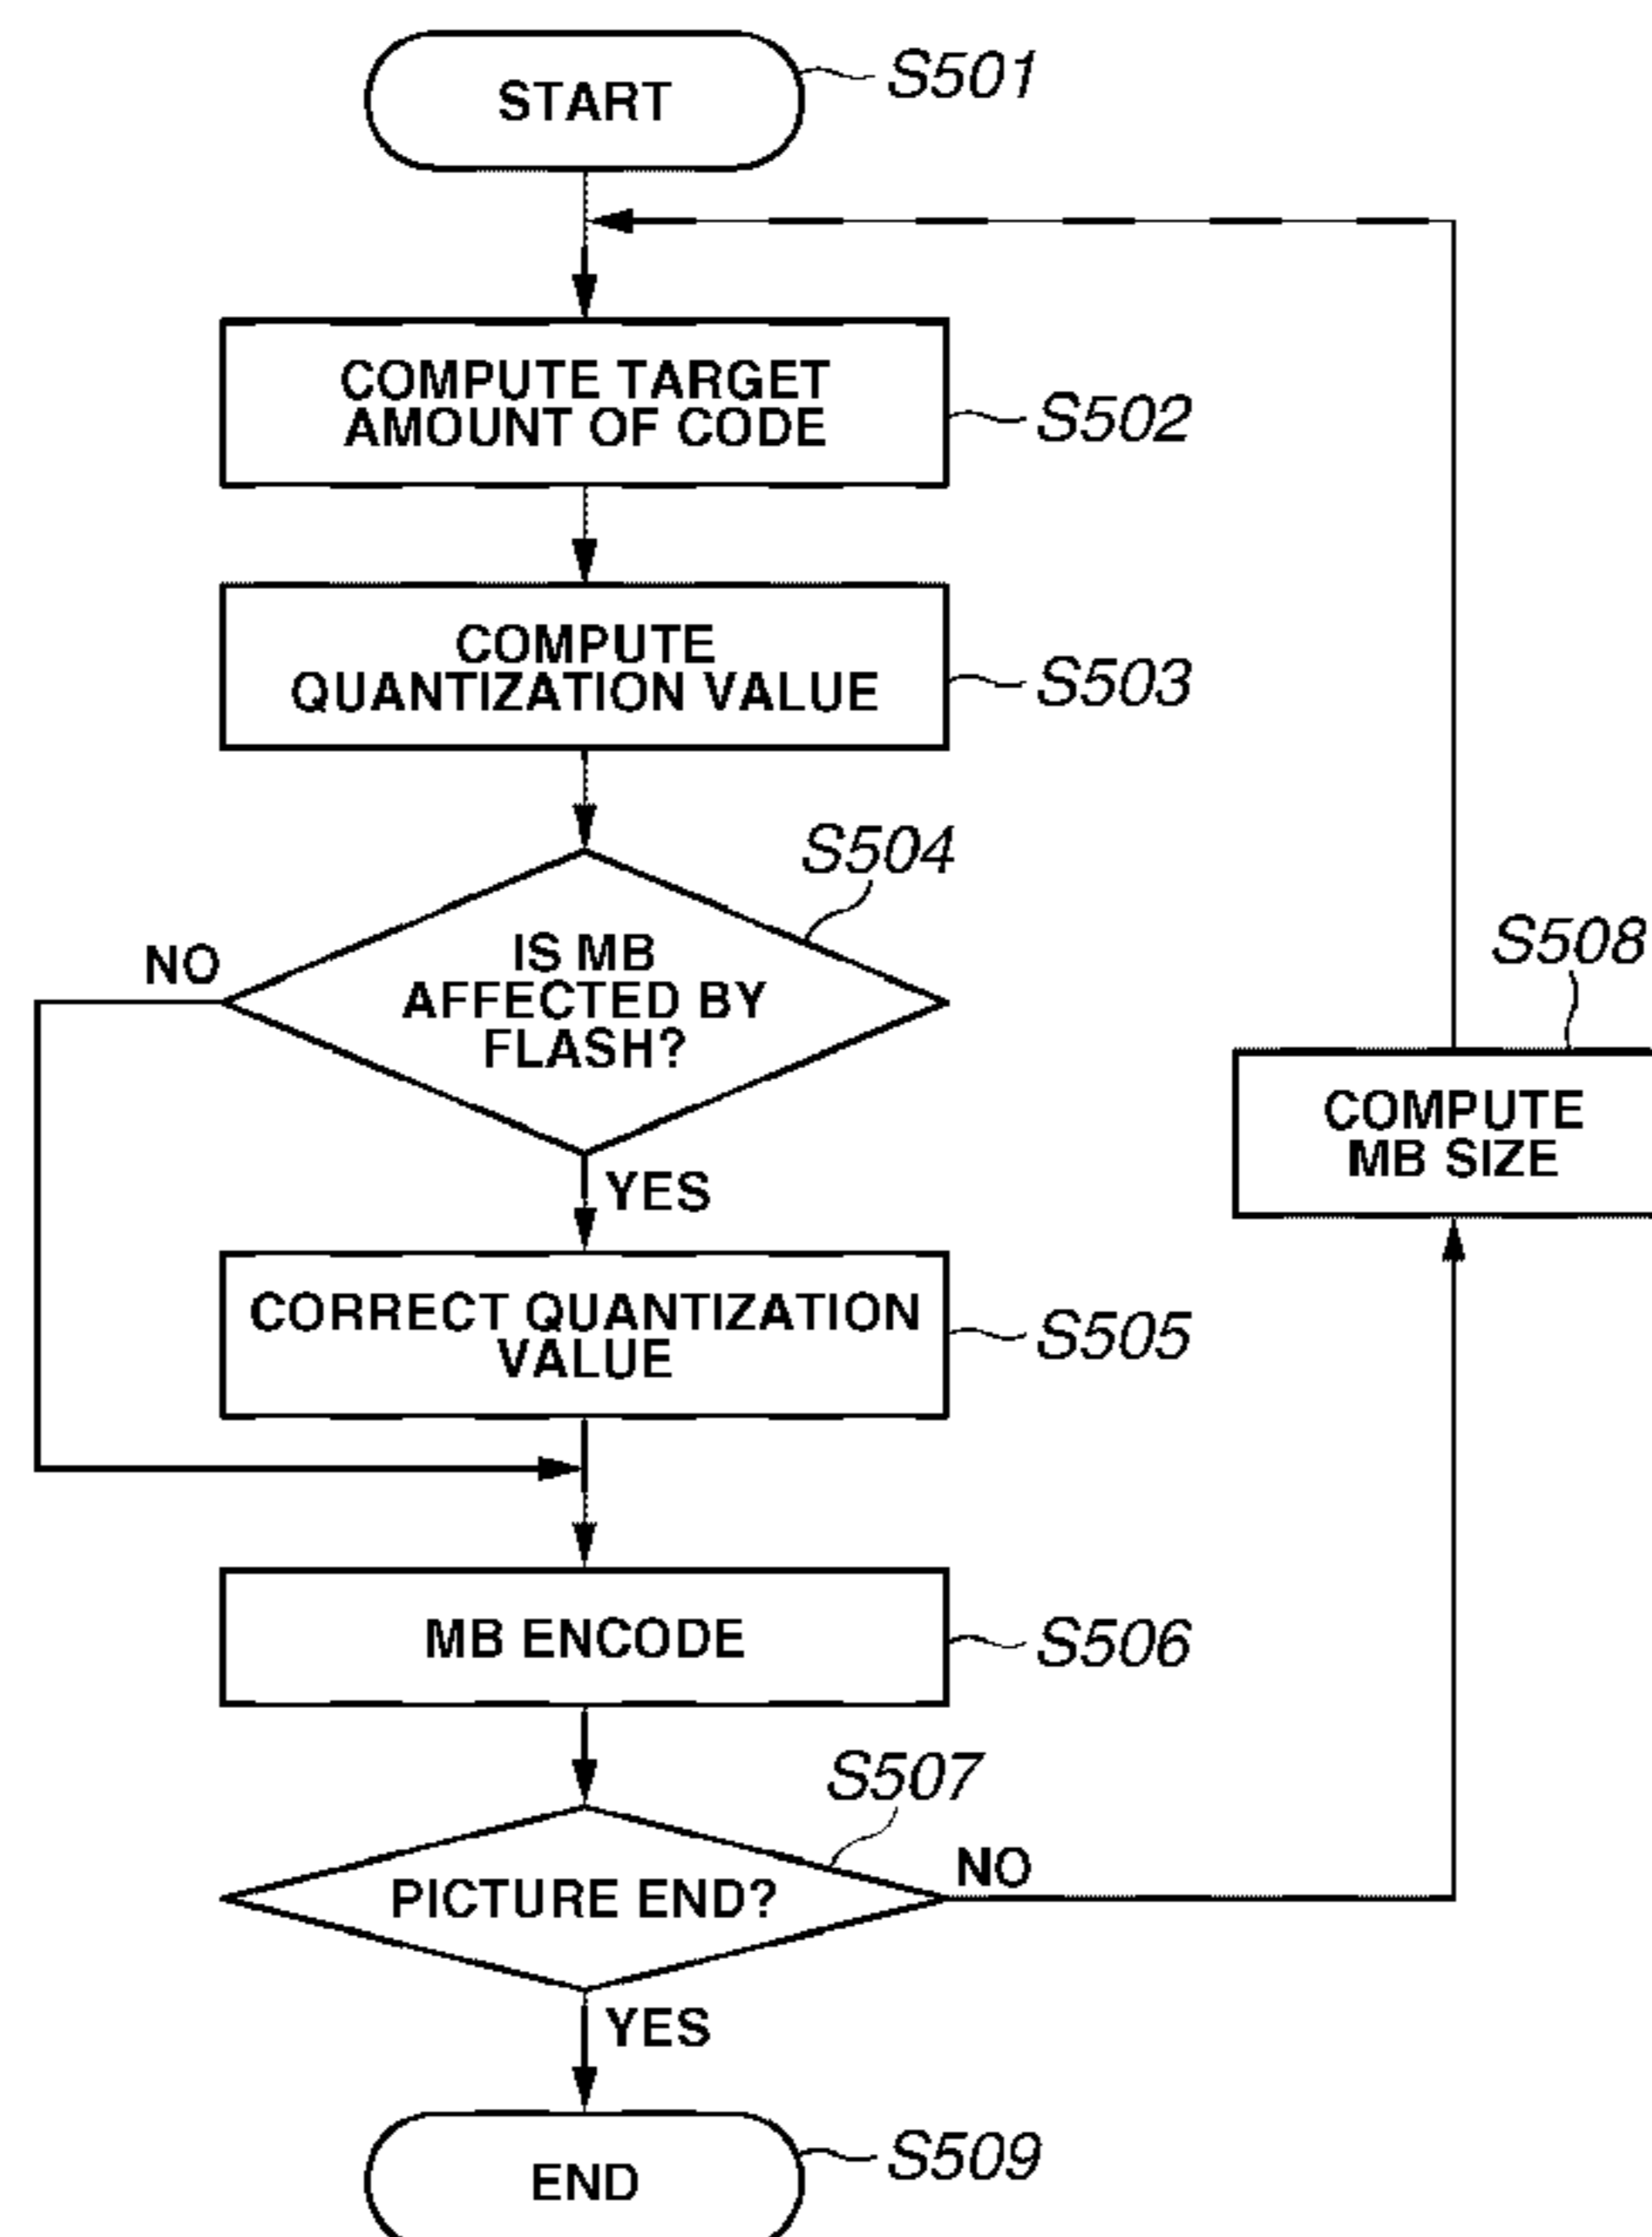 START
S501
COMPUTE TARGET
AMOUNT OF CODE
S502
COMPUTE
QUANTIZATION VALUE
S503
S504
IS MB
AFFECTED BY
FLASH?
NO
YES
S508
COMPUTE
MB SIZE
CORRECT QUANTIZATION
VALUE
S505
MB ENCODE
S506
S507
PICTURE END?
NO
YES
END
S509